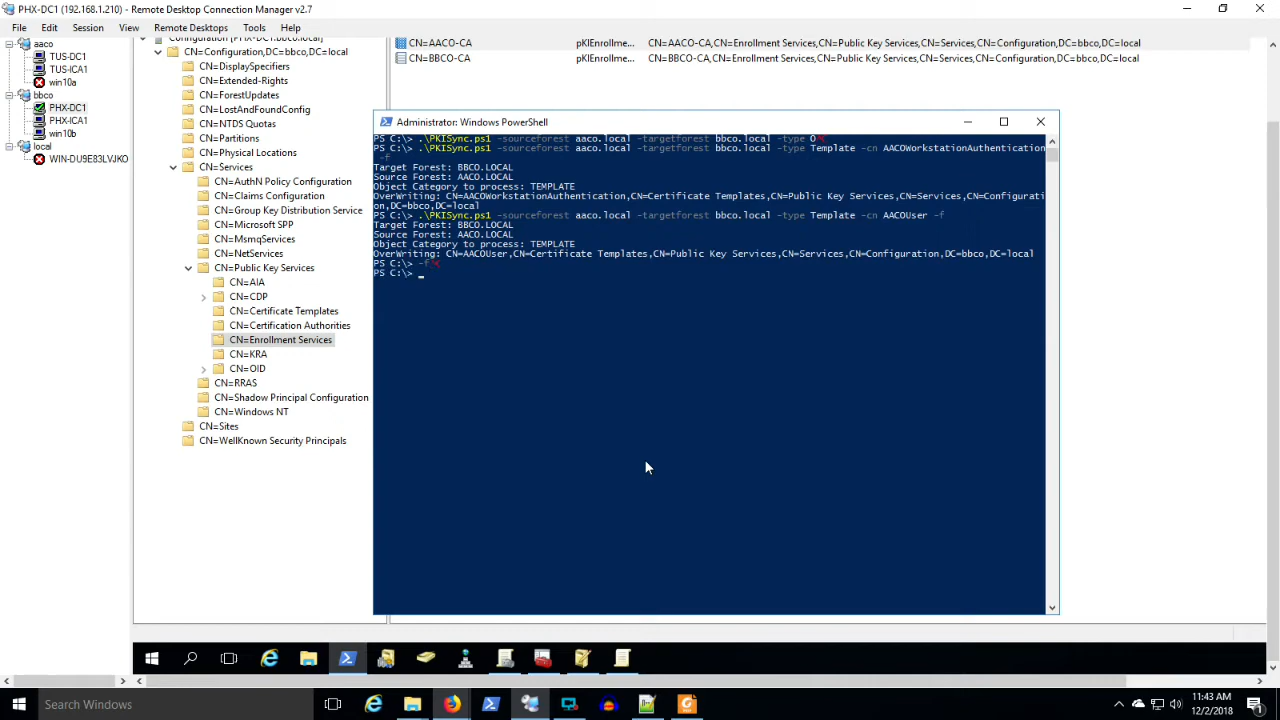 PHX-DC1 (192.168.1.210) - Remote Desktop Connection Manager v2.7
File Edit Session View Remote Desktops Tools Help
aaco
TUS-DC1
TUS-ICA1
win10a
bbco
PHX-DC1
PHX-ICA1
win10b
local
WIN-DU9E83LVJKO
CN=Configuration,DC=bbco,DC=local
CN=DisplaySpecifiers
CN=Extended-Rights
CN=ForestUpdates
CN=LostAndFoundConfig
CN=NTDS Quotas
CN=Partitions
CN=Physical Locations
CN=Services
CN=AuthN Policy Configuration
CN=Claims Configuration
CN=Group Key Distribution Service
CN=Microsoft SPP
CN=MsmqServices
CN=NetServices
CN=Public Key Services
CN=AIA
CN=CDP
CN=Certificate Templates
CN=Certification Authorities
CN=Enrollment Services
CN=KRA
CN=OID
CN=RRAS
CN=Shadow Principal Configuration
CN=Windows NT
CN=Sites
CN=WellKnown Security Principals
CN=AACO-CA pKIEnrollme... CN=AACO-CA,CN=Enrollment Services,CN=Public Key Services,CN=Services,CN=Configuration,DC=bbco,DC=local
CN=BBCO-CA pKIEnrollme... CN=BBCO-CA,CN=Enrollment Services,CN=Public Key Services,CN=Services,CN=Configuration,DC=bbco,DC=local
Administrator: Windows PowerShell
PS C:\> .\PKISync.ps1 -sourceforest aaco.local -targetforest bbco.local -type O^C
PS C:\> .\PKISync.ps1 -sourceforest aaco.local -targetforest bbco.local -type Template -cn AACOWorkstationAuthentication
-f
Target Forest: BBCO.LOCAL
Source Forest: AACO.LOCAL
Object Category to process: TEMPLATE
OverWriting: CN=AACOWorkstationAuthentication,CN=Certificate Templates,CN=Public Key Services,CN=Services,CN=Configurati
on,DC=bbco,DC=local
PS C:\> .\PKISync.ps1 -sourceforest aaco.local -targetforest bbco.local -type Template -cn AACOUser -f
Target Forest: BBCO.LOCAL
Source Forest: AACO.LOCAL
Object Category to process: TEMPLATE
OverWriting: CN=AACOUser,CN=Certificate Templates,CN=Public Key Services,CN=Services,CN=Configuration,DC=bbco,DC=local
PS C:\> -f^C
PS C:\> _
Search Windows
11:43 AM
12/2/2018